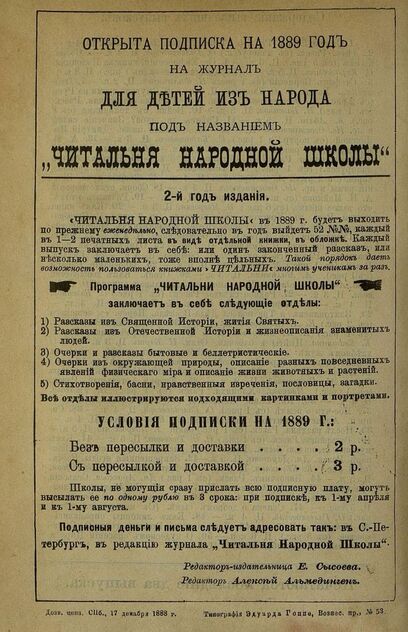 ОТКРЫТА ПОДПИСКА НА 1889 ГОДЪ
НА ЖУРНАЛЪ
ДЛЯ ДѢТЕЙ ИЗЪ НАРОДА
ПОДЪ НАЗВАНІЕМЪ
„ЧИТАЛЬНЯ НАРОДНОЙ ШКОЛЫ“
2-й годъ изданія.
«ЧИТАЛЬНЯ НАРОДНОЙ ШКОЛЫ» въ 1889 г. будетъ выходить
по прежнему еженедѣльно, слѣдовательно въ годъ выйдетъ 52 №№, каждый
въ 1—2 печатныхъ листа въ видѣ отдѣльной книжки, въ обложкѣ. Каждый
выпускъ заключаетъ въ себѣ: или одинъ законченный разсказъ, или
нѣсколько маленькихъ, тоже вполнѣ цѣльныхъ. Такой порядокъ даетъ
возможность пользоваться книжками «ЧИТАЛЬНИ» многимъ ученикамъ за разъ.
Программа „ЧИТАЛЬНИ НАРОДНОЙ ШКОЛЫ“
заключаетъ въ себѣ слѣдующіе отдѣлы:
1) Разсказы изъ Священной Исторіи, житія Святыхъ.
2) Разсказы изъ Отечественной Исторіи и жизнеописанія знаменитыхъ
людей.
3) Очерки и разсказы бытовые и беллетристическіе.
4) Очерки изъ окружающей природы, описаніе разныхъ повседневныхъ
явленій физическаго міра и описаніе жизни животныхъ и растеній.
5) Стихотворенія, басни, нравственныя изреченія, пословицы, загадки.
Всѣ отдѣлы иллюстрируются подходящими картинками и портретами.
УСЛОВІЯ ПОДПИСКИ НА 1889 Г.:
Безъ пересылки и доставки . . . . 2 р.
Съ пересылкой и доставкой . . . . 3 р.
Школы, не могущія сразу прислать всю подписную плату, могутъ
высылать ее по одному рублю въ 3 срока: при подпискѣ, къ 1-му апрѣля
и къ 1-му августа.
Подписныя деньги и письма слѣдуетъ адресовать такъ: въ С.-Пе-
тербургъ, въ редакцію журнала „Читальня Народной Школы“.
Редакторъ-издательница Е. Сысоева.
Редакторъ Алексѣй Альмедингенъ.
Дозв. ценз. СПб., 17 декабря 1888 г. Типографія Эдуарда Гоппе, Вознес. пр., № 53.